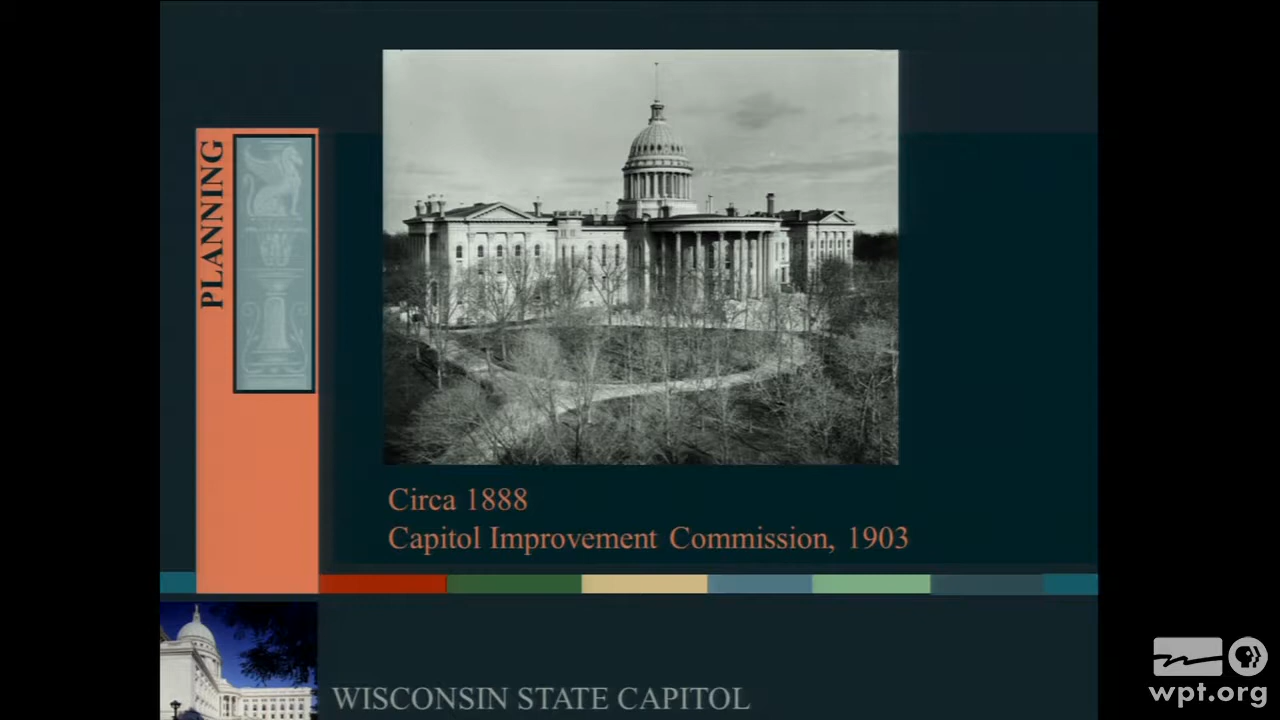 PLANNING
Circa 1888
Capitol Improvement Commission, 1903
WISCONSIN STATE CAPITOL
wpt.org